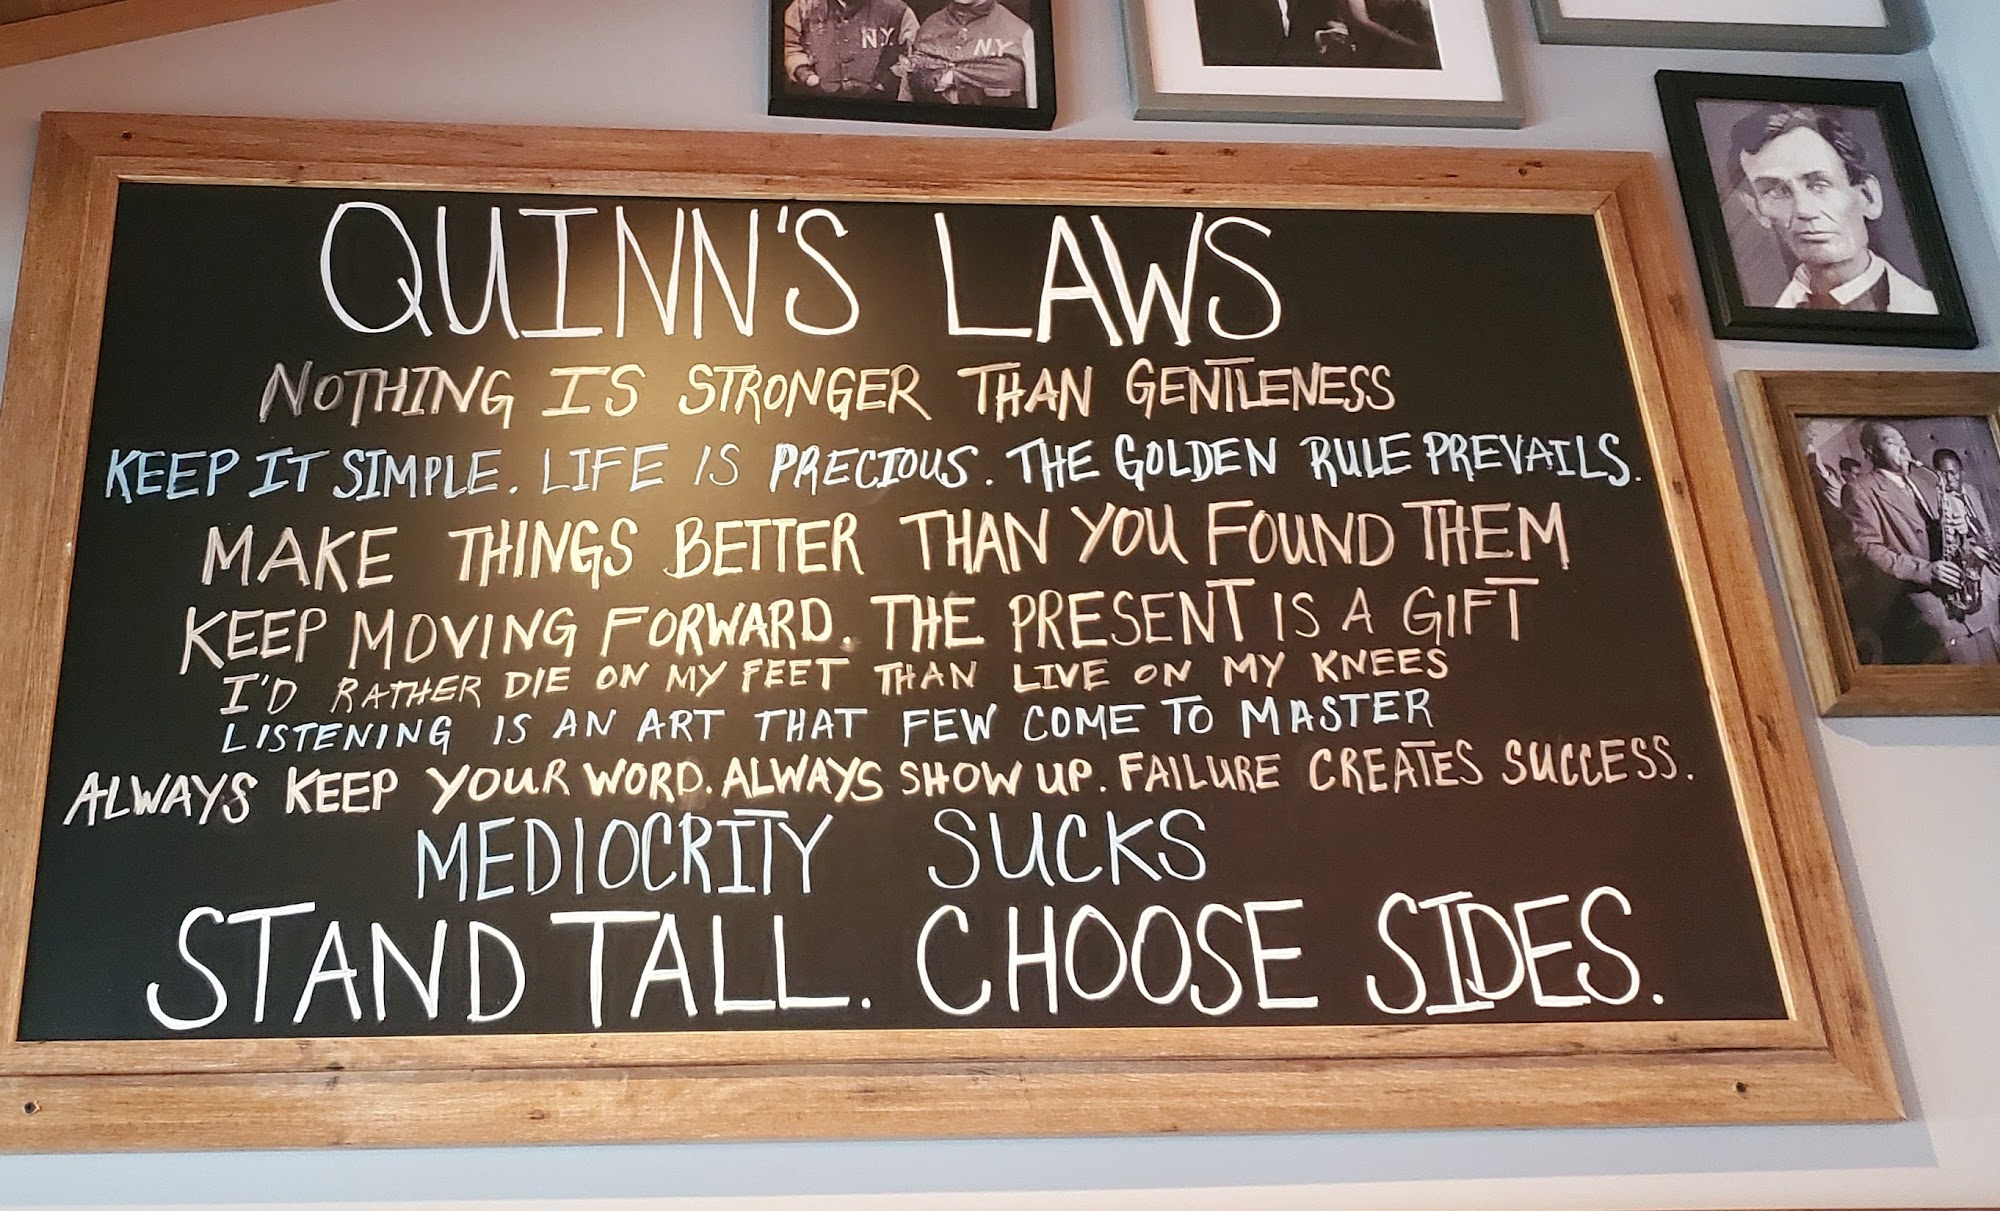 N.Y.
N.Y.
QUINN'S LAWS
NOTHING IS STRONGER THAN GENTLENESS
KEEP IT SIMPLE. LIFE IS PRECIOUS. THE GOLDEN RULE PREVAILS.
MAKE THINGS BETTER THAN YOU FOUND THEM
KEEP MOVING FORWARD. THE PRESENT IS A GIFT
I'D RATHER DIE ON MY FEET THAN LIVE ON MY KNEES
LISTENING IS AN ART THAT FEW COME TO MASTER
ALWAYS KEEP YOUR WORD. ALWAYS SHOW UP. FAILURE CREATES SUCCESS.
MEDIOCRITY SUCKS
STAND TALL. CHOOSE SIDES.